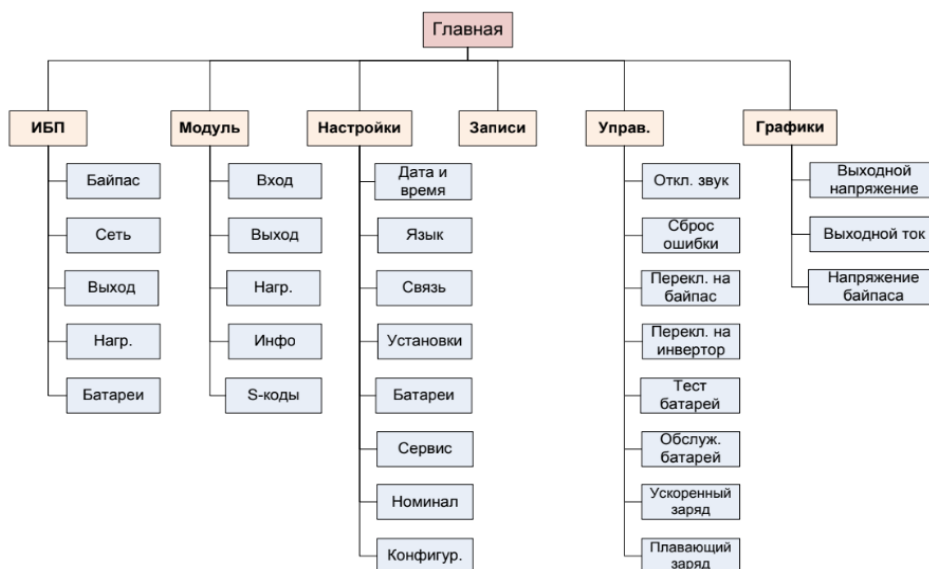 Главная
ИБП
Модуль
Настройки
Записи
Управ.
Графики
Байпас
Сеть
Выход
Нагр.
Батареи
Вход
Выход
Нагр.
Инфо
S-коды
Дата и
время
Язык
Связь
Установки
Батареи
Сервис
Номинал
Конфигур.
Откл. звук
Сброс
ошибки
Перекл. на
байпас
Перекл. на
инвертор
Тест
батарей
Обслуж.
батарей
Ускоренный
заряд
Плавающий
заряд
Выходной
напряжение
Выходной ток
Напряжение
байпаса